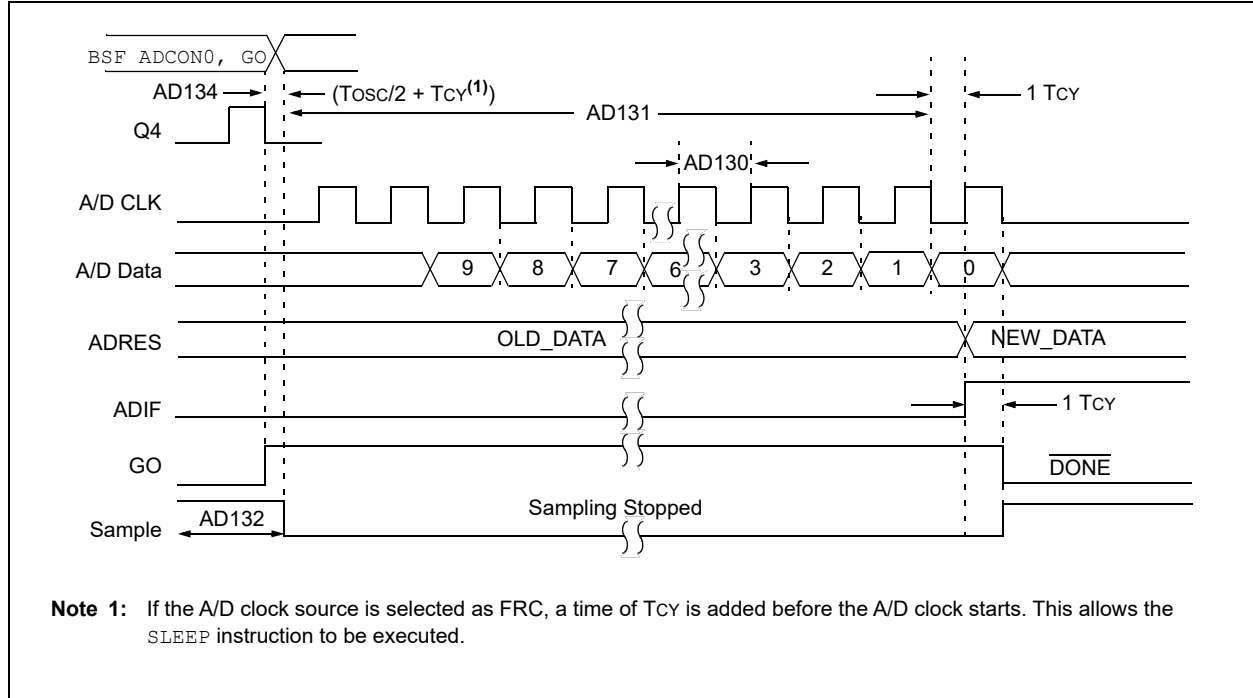 BSF ADCON0, GO
AD134
(TOSC/2 + TCY(1))
AD131
1 TCY
Q4
AD130
A/D CLK
A/D Data
9
8
7
6
3
2
1
0
ADRES
OLD_DATA
NEW_DATA
ADIF
1 TCY
GO
DONE
Sample
AD132
Sampling Stopped
Note 1: If the A/D clock source is selected as FRC, a time of TCY is added before the A/D clock starts. This allows the
SLEEP instruction to be executed.